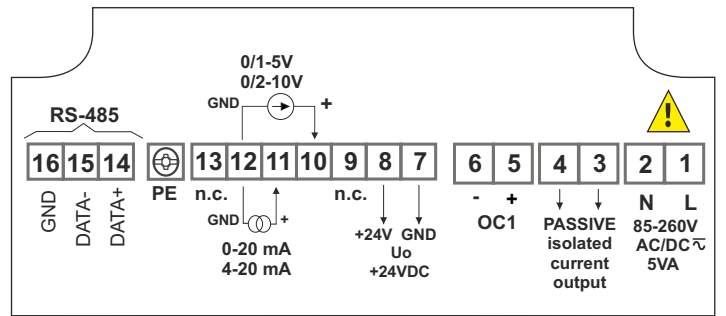 0/1-5V
0/2-10V
GND +
RS-485
16 15 14 13 12 11 10 9 8 7 6 5 4 3 2 1
GND
DATA-
DATA+
PE
n.c.
GND +
0-20 mA
4-20 mA
n.c.
+24V GND
Uo
+24VDC
- +
OC1
PASSIVE
isolated
current
output
N L
85-260V
AC/DC
5VA
!